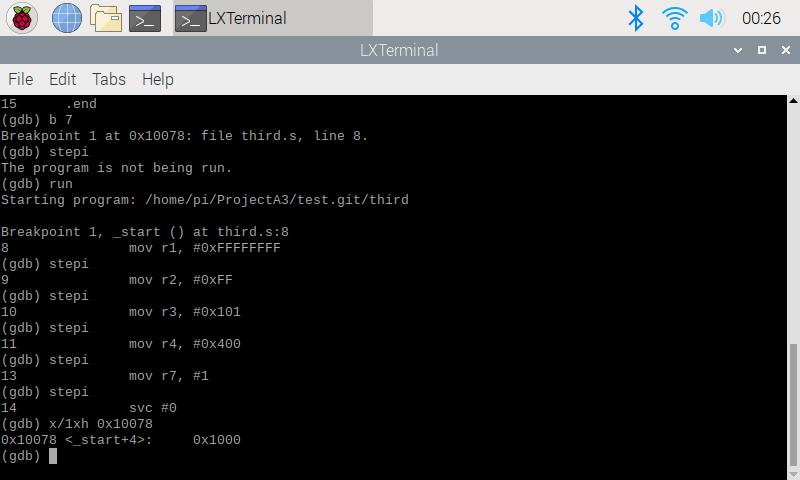 LXTerminal 00:26
LXTerminal
File Edit Tabs Help
15      .end
(gdb) b 7
Breakpoint 1 at 0x10078: file third.s, line 8.
(gdb) stepi
The program is not being run.
(gdb) run
Starting program: /home/pi/ProjectA3/test.git/third
Breakpoint 1, _start () at third.s:8
8               mov r1, #0xFFFFFFFF
(gdb) stepi
9               mov r2, #0xFF
(gdb) stepi
10              mov r3, #0x101
(gdb) stepi
11              mov r4, #0x400
(gdb) stepi
13              mov r7, #1
(gdb) stepi
14              svc #0
(gdb) x/1xh 0x10078
0x10078 <_start+4>:     0x1000
(gdb)